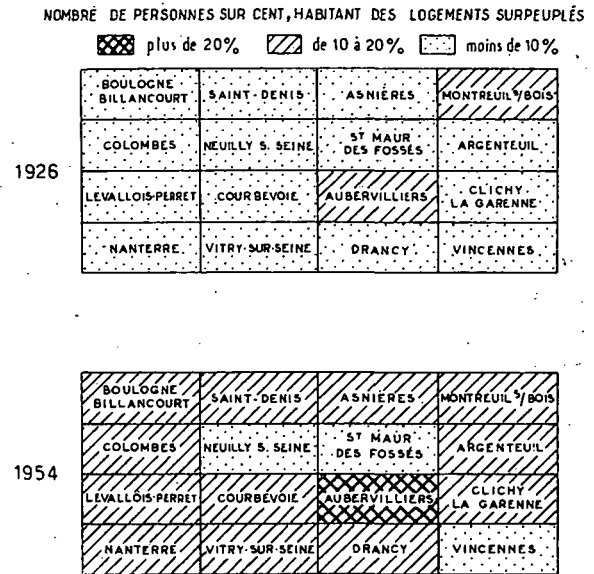 NOMBRE DE PERSONNES SUR CENT, HABITANT DES LOGEMENTS SURPEUPLÉS
plus de 20% de 10 à 20% moins de 10%
1926
BOULOGNE BILLANCOURT SAINT-DENIS ASNIÉRES MONTREUIL S/BOIS
COLOMBES NEUILLY S. SEINE ST MAUR DES FOSSÉS ARGENTEUIL
LEVALLOIS-PERRET COURBEVOIE AUBERVILLIERS CLICHY LA GARENNE
NANTERRE VITRY-SUR-SEINE DRANCY VINCENNES
1954
BOULOGNE BILLANCOURT SAINT-DENIS ASNIÈRES MONTREUIL S/BOIS
COLOMBES NEUILLY S. SEINE ST MAUR DES FOSSÉS ARGENTEUIL
LEVALLOIS-PERRET COURBEVOIE AUBERVILLIERS CLICHY LA GARENNE
NANTERRE VITRY-SUR-SEINE DRANCY VINCENNES